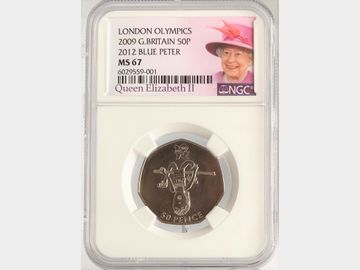 LONDON OLYMPICS
2009 G.BRITAIN 50P
2012 BLUE PETER
MS 67
6029559-001
Queen Elizabeth II
NGC
50 PENCE